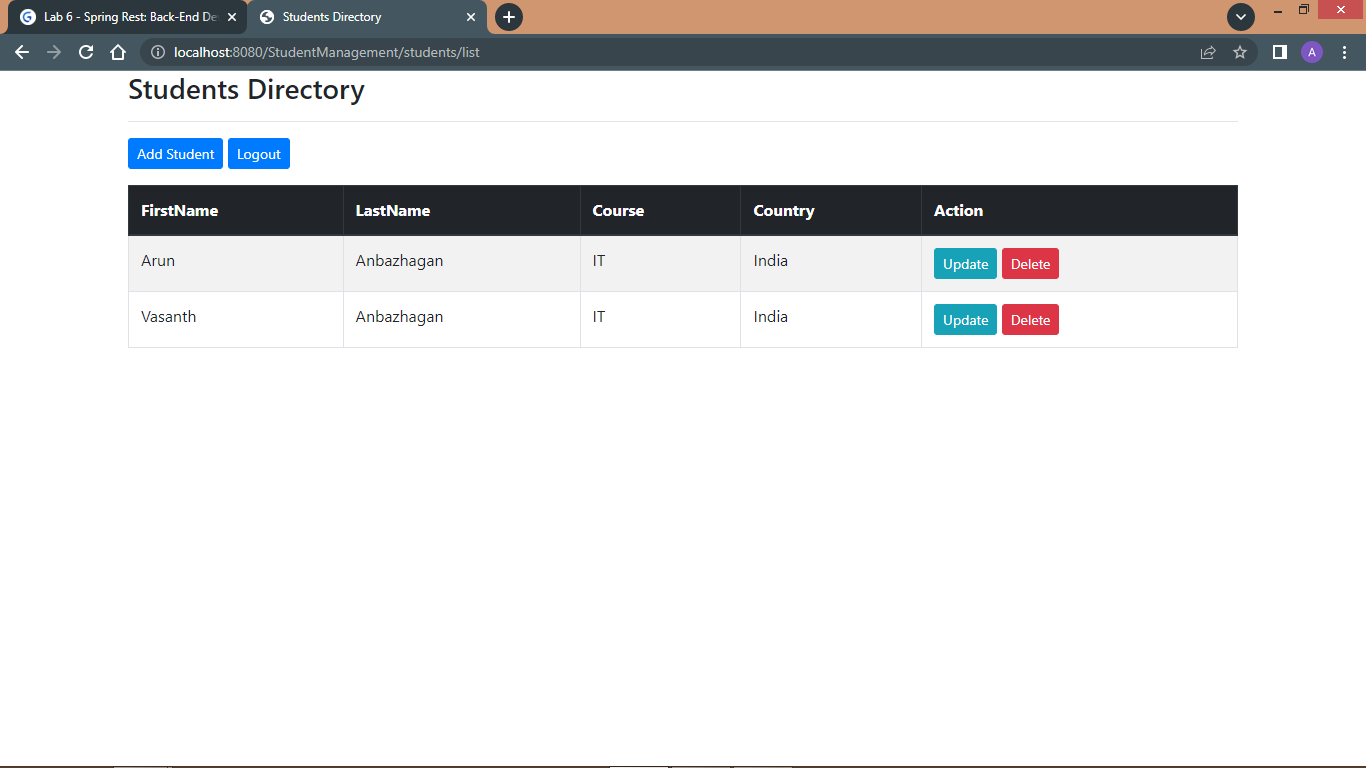 Lab 6 - Spring Rest: Back-End De
Students Directory
localhost:8080/StudentManagement/students/list
A
Students Directory
Add Student Logout
FirstName LastName Course Country Action
Arun Anbazhagan IT India Update Delete
Vasanth Anbazhagan IT India Update Delete